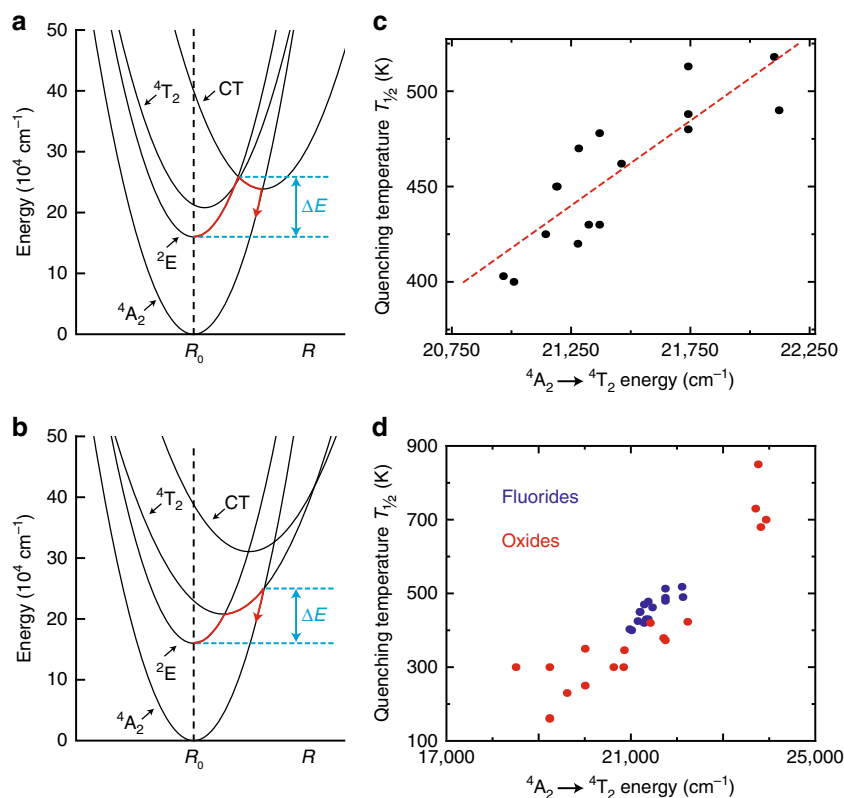 a
Energy (10⁴ cm⁻¹)
50
40
30
20
10
0
⁴T₂
CT
ΔE
²E
⁴A₂
R₀
R
c
Quenching temperature T½ (K)
500
450
400
20,750
21,250
21,750
22,250
⁴A₂ → ⁴T₂ energy (cm⁻¹)
b
Energy (10⁴ cm⁻¹)
50
40
30
20
10
0
⁴T₂
CT
ΔE
²E
⁴A₂
R₀
R
d
Quenching temperature T½ (K)
900
700
500
300
100
Fluorides
Oxides
17,000
21,000
25,000
⁴A₂ → ⁴T₂ energy (cm⁻¹)